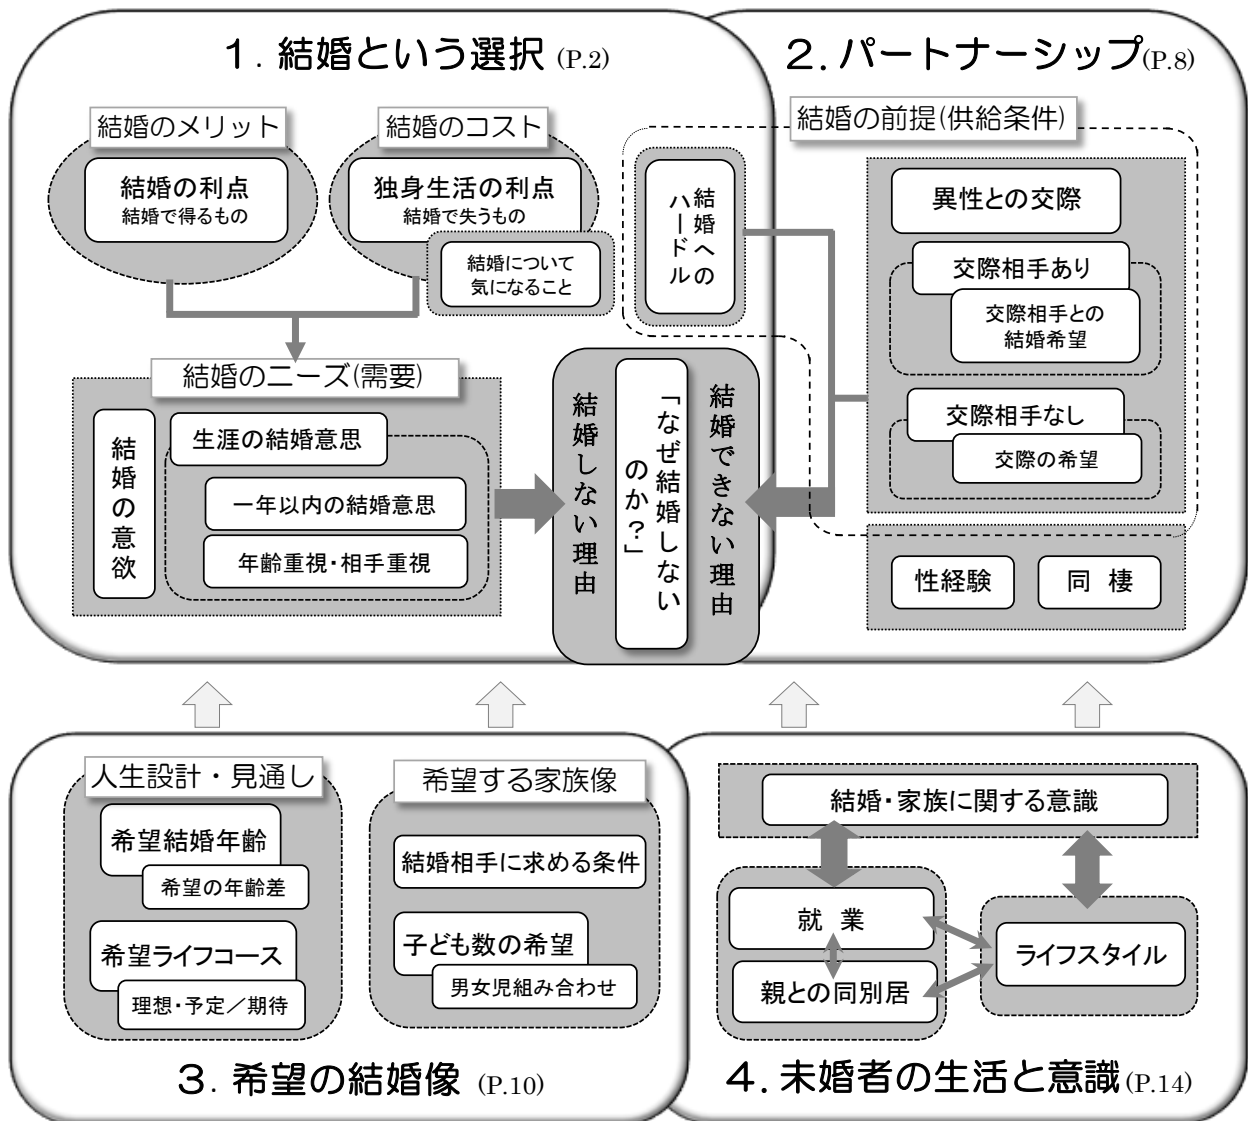 １. 結婚という選択 (P.2)
結婚のメリット
結婚の利点
結婚で得るもの
結婚のコスト
独身生活の利点
結婚で失うもの
結婚について
気になること
結婚のニーズ(需要)
結婚の意欲
生涯の結婚意思
一年以内の結婚意思
年齢重視・相手重視
結婚しない理由
「なぜ結婚しない
のか？」
結婚できない理由
２. パートナーシップ(P.8)
結婚の前提(供給条件)
結婚への
ハードル
異性との交際
交際相手あり
交際相手との
結婚希望
交際相手なし
交際の希望
性経験
同 棲
人生設計・見通し
希望結婚年齢
希望の年齢差
希望ライフコース
理想・予定／期待
希望する家族像
結婚相手に求める条件
子ども数の希望
男女児組み合わせ
３. 希望の結婚像 (P.10)
結婚・家族に関する意識
就 業
親との同別居
ライフスタイル
４. 未婚者の生活と意識(P.14)